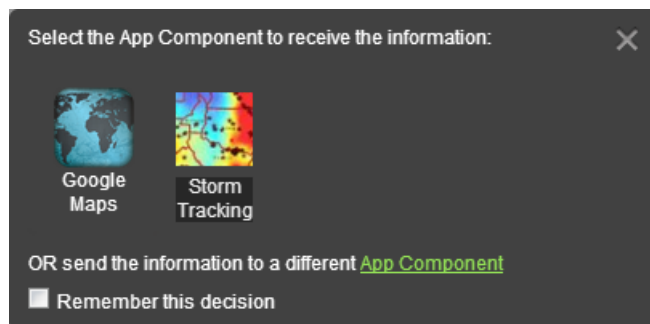 Select the App Component to receive the information:
Google
Maps
Storm
Tracking
OR send the information to a different App Component
Remember this decision